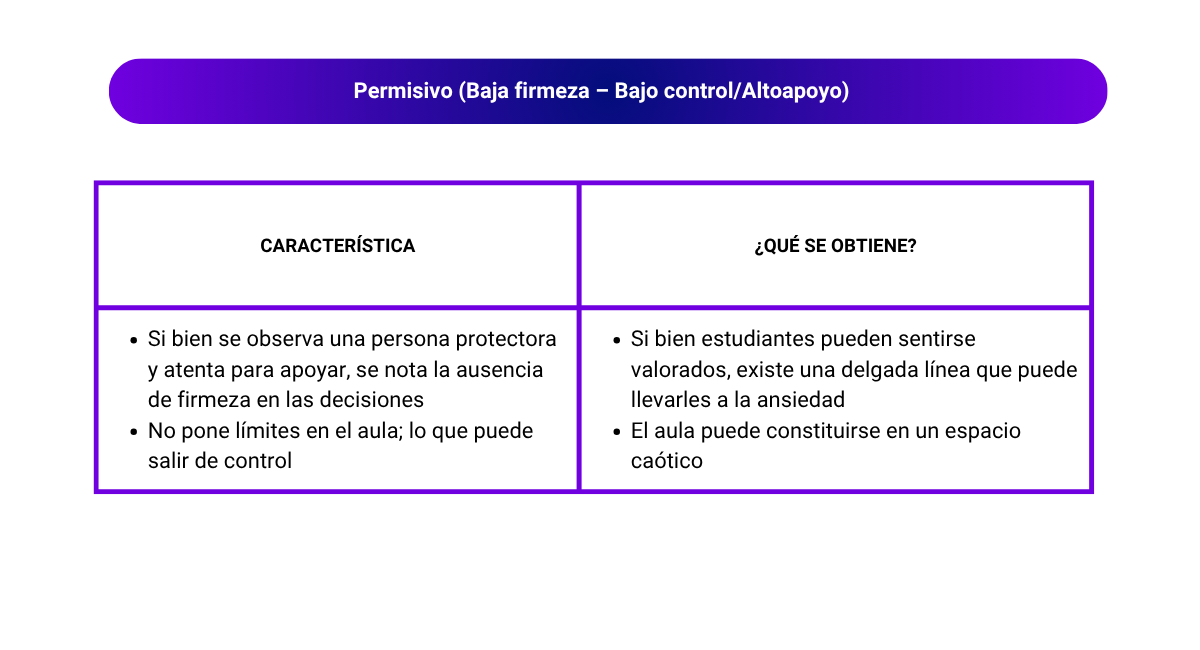 Permisivo (Baja firmeza – Bajo control/Altoapoyo)
CARACTERÍSTICA
¿QUÉ SE OBTIENE?
• Si bien se observa una persona protectora
y atenta para apoyar, se nota la ausencia
de firmeza en las decisiones
• No pone límites en el aula; lo que puede
salir de control
• Si bien estudiantes pueden sentirse
valorados, existe una delgada línea que puede
llevarles a la ansiedad
• El aula puede constituirse en un espacio
caótico